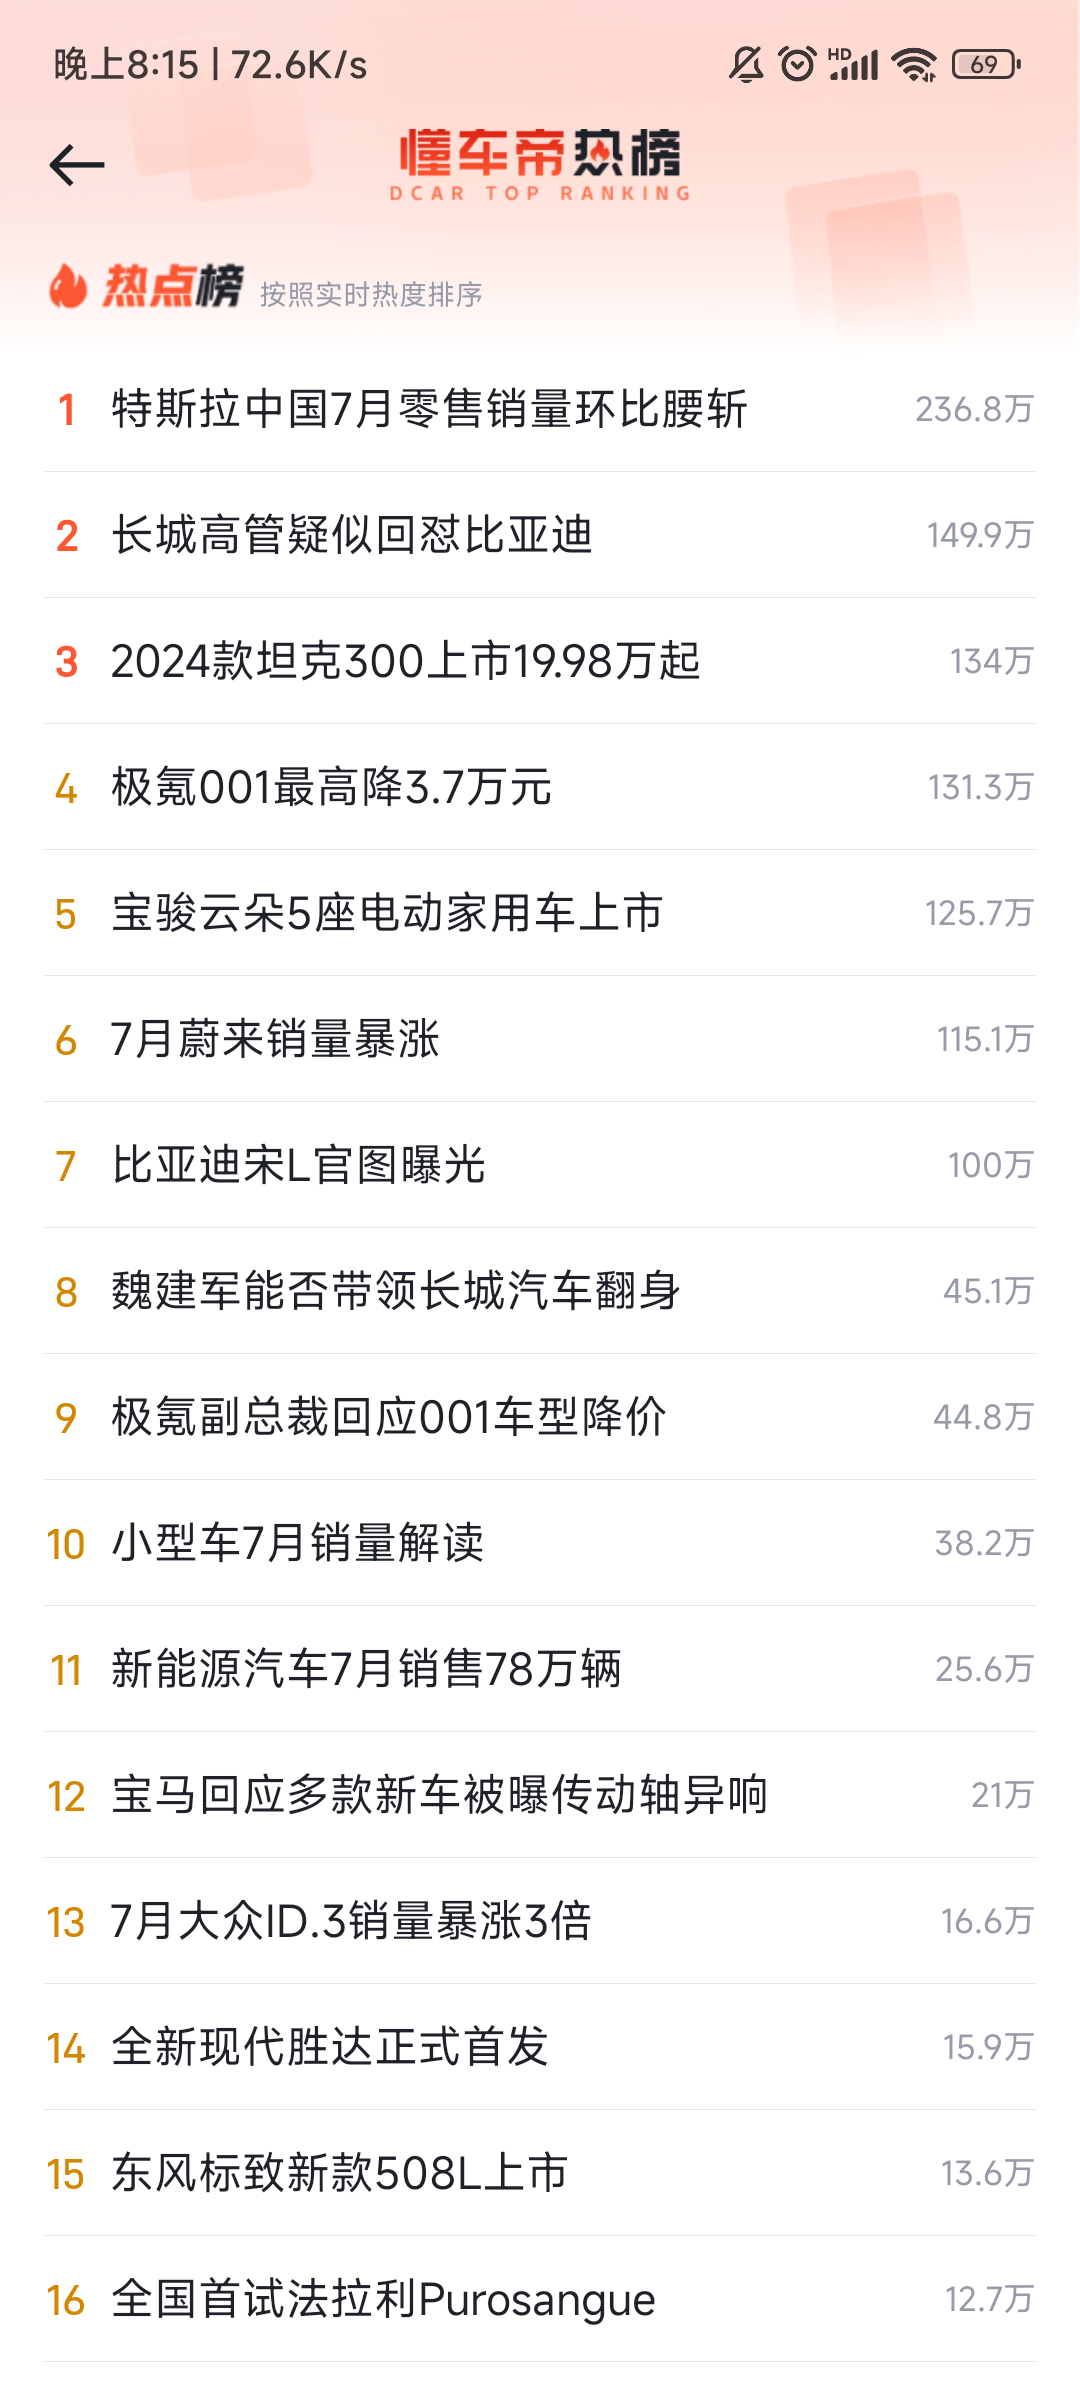 晚上8:15 | 72.6K/s
HD
69
懂车帝热榜
DCAR TOP RANKING
热点榜 按照实时热度排序
1 特斯拉中国7月零售销量环比腰斩 236.8万
2 长城高管疑似回怼比亚迪 149.9万
3 2024款坦克300上市19.98万起 134万
4 极氪001最高降3.7万元 131.3万
5 宝骏云朵5座电动家用车上市 125.7万
6 7月蔚来销量暴涨 115.1万
7 比亚迪宋L官图曝光 100万
8 魏建军能否带领长城汽车翻身 45.1万
9 极氪副总裁回应001车型降价 44.8万
10 小型车7月销量解读 38.2万
11 新能源汽车7月销售78万辆 25.6万
12 宝马回应多款新车被曝传动轴异响 21万
13 7月大众ID.3销量暴涨3倍 16.6万
14 全新现代胜达正式首发 15.9万
15 东风标致新款508L上市 13.6万
16 全国首试法拉利Purosangue 12.7万